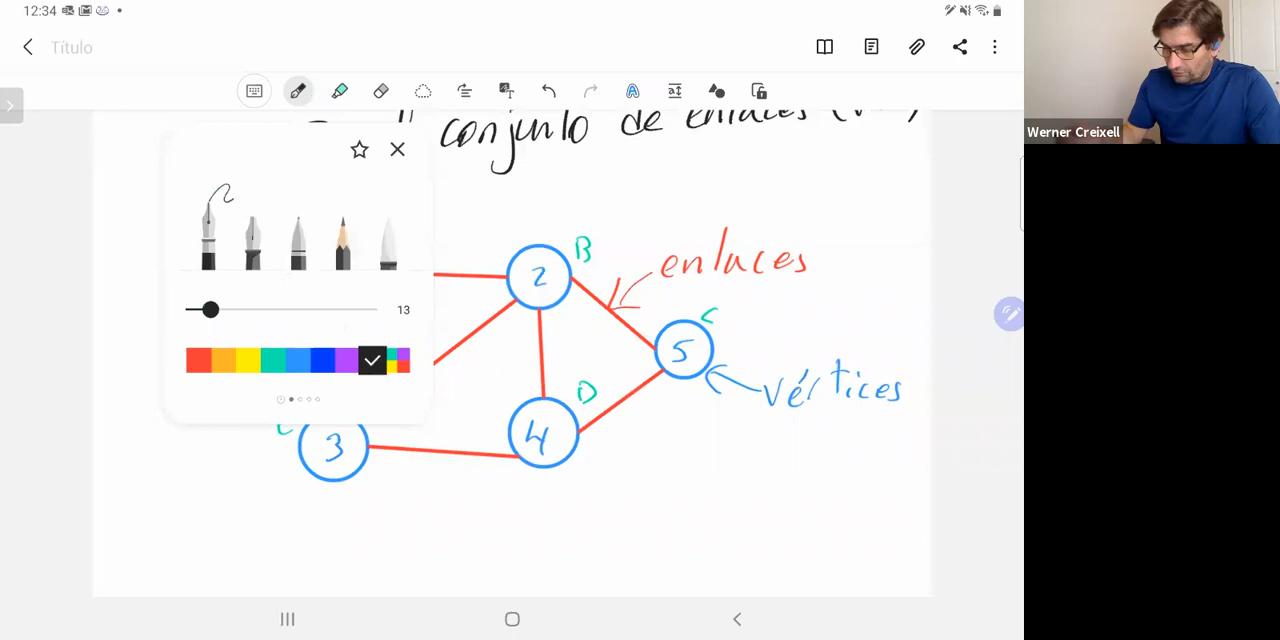 12:34
Título
Werner Creixell
conjunto de enlaces
13
B
2
enlaces
C
5
vértices
D
4
3